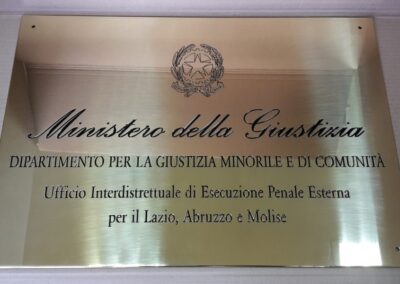 Ministero della Giustizia
DIPARTIMENTO PER LA GIUSTIZIA MINORILE E DI COMUNITÀ
Ufficio Interdistrettuale di Esecuzione Penale Esterna
per il Lazio, Abruzzo e Molise